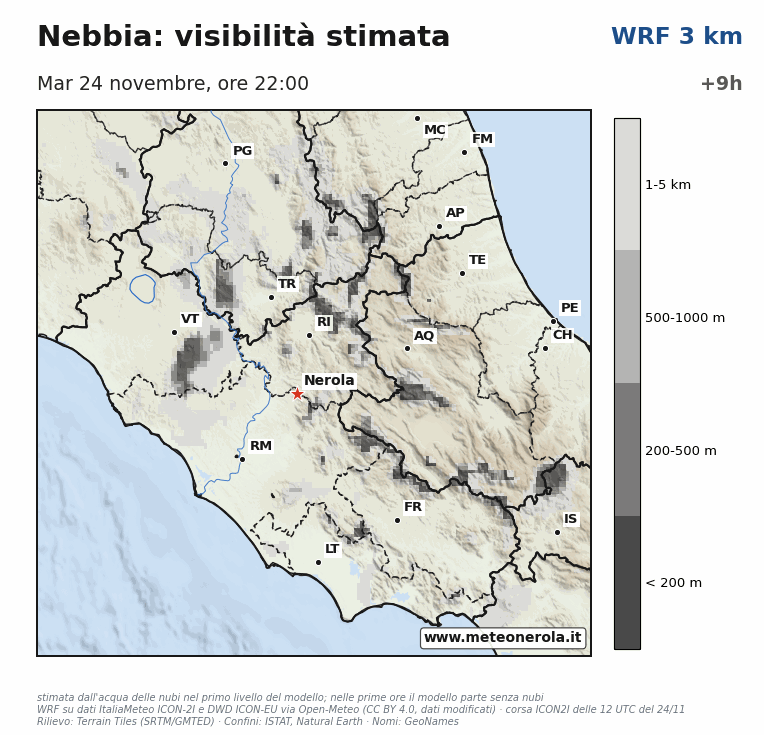 Nebbia: visibilità stimata
WRF 3 km
Mar 24 novembre, ore 22:00
+9h
MC
FM
PG
AP
TE
TR
PE
VT
RI
AQ
CH
Nerola
RM
FR
IS
LT
www.meteonerola.it
1-5 km
500-1000 m
200-500 m
< 200 m
stimata dall'acqua delle nubi nel primo livello del modello; nelle prime ore il modello parte senza nubi
WRF su dati ItaliaMeteo ICON-2I e DWD ICON-EU via Open-Meteo (CC BY 4.0, dati modificati) · corsa ICON2I delle 12 UTC del 24/11
Rilievo: Terrain Tiles (SRTM/GMTED) · Confini: ISTAT, Natural Earth · Nomi: GeoNames